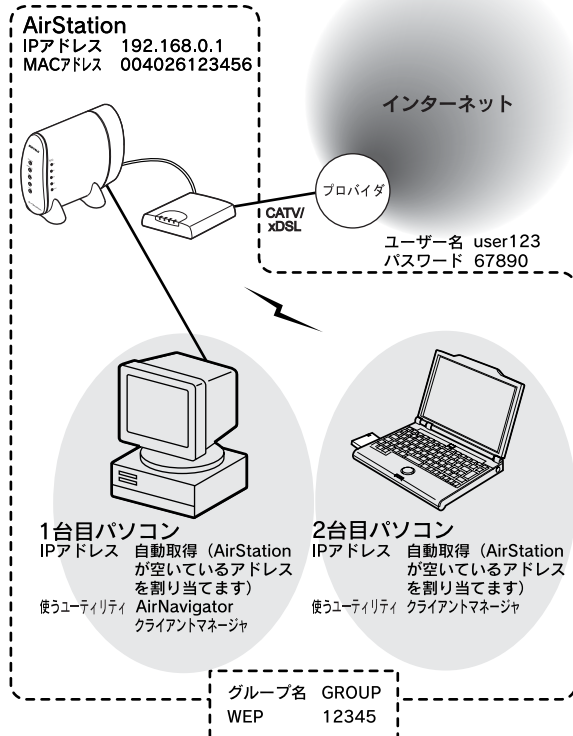 AirStation
IPアドレス 192.168.0.1
MACアドレス 004026123456
インターネット
プロバイダ
CATV/
xDSL
ユーザー名 user123
パスワード 67890
1台目パソコン
IPアドレス 自動取得（AirStation
が空いているアドレス
を割り当てます）
使うユーティリティ AirNavigator
クライアントマネージャ
2台目パソコン
IPアドレス 自動取得（AirStation
が空いているアドレス
を割り当てます）
使うユーティリティ クライアントマネージャ
グループ名 GROUP
WEP 12345